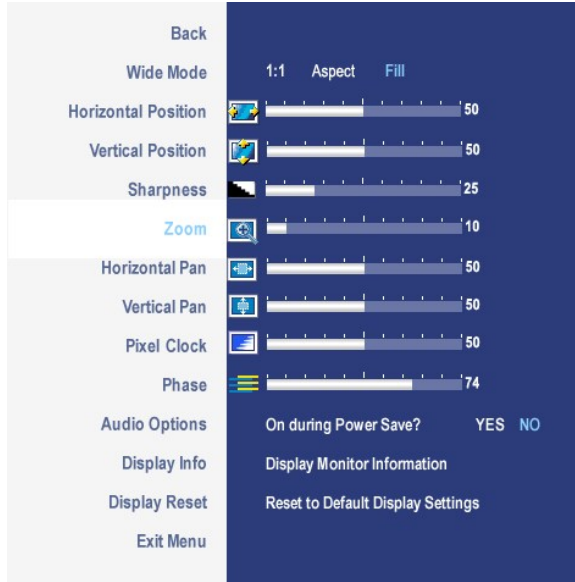 Back
Wide Mode 1:1 Aspect Fill
Horizontal Position 50
Vertical Position 50
Sharpness 25
Zoom 10
Horizontal Pan 50
Vertical Pan 50
Pixel Clock 50
Phase 74
Audio Options On during Power Save? YES NO
Display Info Display Monitor Information
Display Reset Reset to Default Display Settings
Exit Menu